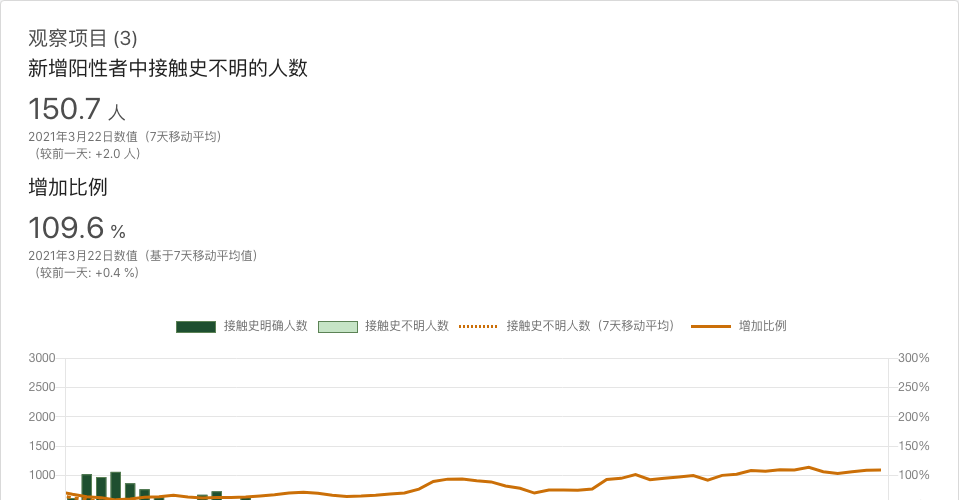 观察项目 (3)
新增阳性者中接触史不明的人数
150.7 人
2021年3月22日数值（7天移动平均）
（较前一天: +2.0 人）
增加比例
109.6 %
2021年3月22日数值（基于7天移动平均值）
（较前一天: +0.4 %）
接触史明确人数 接触史不明人数 接触史不明人数（7天移动平均） 增加比例
3000 300%
2500 250%
2000 200%
1500 150%
1000 100%